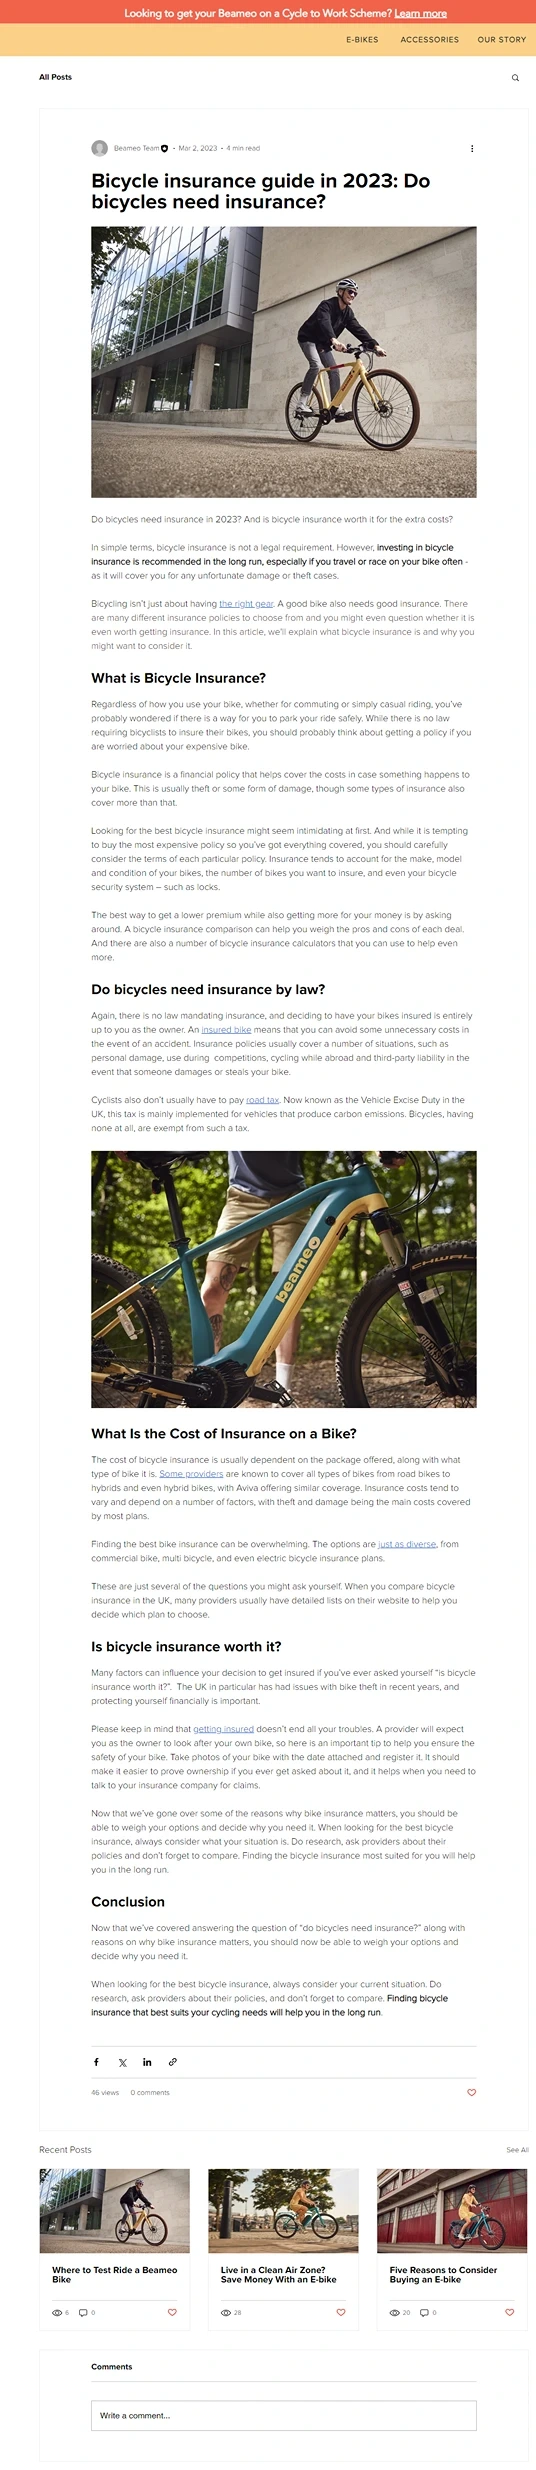 Looking to get your Beameo on a Cycle to Work Scheme? Learn more
E-BIKES ACCESSORIES OUR STORY
All Posts
Beameo Team · Mar 2, 2023 · 4 min read
Bicycle insurance guide in 2023: Do
bicycles need insurance?
Do bicycles need insurance in 2023? And is bicycle insurance worth it for the extra costs?
In simple terms, bicycle insurance is not a legal requirement. However, investing in bicycle
insurance is recommended in the long run, especially if you travel or race on your bike often -
as it will cover you for any unfortunate damage or theft cases.
Bicycling isn't just about having the right gear. A good bike also needs good insurance. There
are many different insurance policies to choose from and you might even question whether it is
even worth getting insurance. In this article, we'll explain what bicycle insurance is and why you
might want to consider it.
What is Bicycle Insurance?
Regardless of how you use your bike, whether for commuting or simply casual riding, you've
probably wondered if there is a way for you to park your ride safely. While there is no law
requiring bicyclists to insure their bikes, you should probably think about getting a policy if you
are worried about your expensive bike.
Bicycle insurance is a financial policy that helps cover the costs in case something happens to
your bike. This is usually theft or some form of damage, though some types of insurance also
cover more than that.
Looking for the best bicycle insurance might seem intimidating at first. And while it is tempting
to buy the most expensive policy so you've got everything covered, you should carefully
consider the terms of each particular policy. Insurance tends to account for the make, model
and condition of your bikes, the number of bikes you want to insure, and even your bicycle
security system – such as locks.
The best way to get a lower premium while also getting more for your money is by asking
around. A bicycle insurance comparison can help you weigh the pros and cons of each deal.
And there are also a number of bicycle insurance calculators that you can use to help even
more.
Do bicycles need insurance by law?
Again, there is no law mandating insurance, and deciding to have your bikes insured is entirely
up to you as the owner. An insured bike means that you can avoid some unnecessary costs in
the event of an accident. Insurance policies usually cover a number of situations, such as
personal damage, use during competitions, cycling while abroad and third-party liability in the
event that someone damages or steals your bike.
Cyclists also don't usually have to pay road tax. Now known as the Vehicle Excise Duty in the
UK, this tax is mainly implemented for vehicles that produce carbon emissions. Bicycles, having
none at all, are exempt from such a tax.
beameo
What Is the Cost of Insurance on a Bike?
The cost of bicycle insurance is usually dependent on the package offered, along with what
type of bike it is. Some providers are known to cover all types of bikes from road bikes to
hybrids and even hybrid bikes, with Aviva offering similar coverage. Insurance costs tend to
vary and depend on a number of factors, with theft and damage being the main costs covered
by most plans.
Finding the best bike insurance can be overwhelming. The options are just as diverse, from
commercial bike, multi bicycle, and even electric bicycle insurance plans.
These are just several of the questions you might ask yourself. When you compare bicycle
insurance in the UK, many providers usually have detailed lists on their website to help you
decide which plan to choose.
Is bicycle insurance worth it?
Many factors can influence your decision to get insured if you've ever asked yourself "is bicycle
insurance worth it?". The UK in particular has had issues with bike theft in recent years, and
protecting yourself financially is important.
Please keep in mind that getting insured doesn't end all your troubles. A provider will expect
you as the owner to look after your own bike, so here is an important tip to help you ensure the
safety of your bike. Take photos of your bike with the date attached and register it. It should
make it easier to prove ownership if you ever get asked about it, and it helps when you need to
talk to your insurance company for claims.
Now that we've gone over some of the reasons why bike insurance matters, you should be
able to weigh your options and decide why you need it. When looking for the best bicycle
insurance, always consider what your situation is. Do research, ask providers about their
policies and don't forget to compare. Finding the bicycle insurance most suited for you will help
you in the long run.
Conclusion
Now that we've covered answering the question of "do bicycles need insurance?" along with
reasons on why bike insurance matters, you should now be able to weigh your options and
decide why you need it.
When looking for the best bicycle insurance, always consider your current situation. Do
research, ask providers about their policies, and don't forget to compare. Finding bicycle
insurance that best suits your cycling needs will help you in the long run.
46 views 0 comments
Recent Posts See All
Where to Test Ride a Beameo
Bike
6 0
Live in a Clean Air Zone?
Save Money With an E-bike
28
Five Reasons to Consider
Buying an E-bike
20 0
Comments
Write a comment...